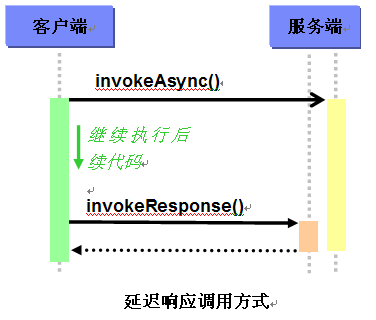 客户端
服务端
invokeAsync()
继续执行后
续代码
invokeResponse()
延迟响应调用方式